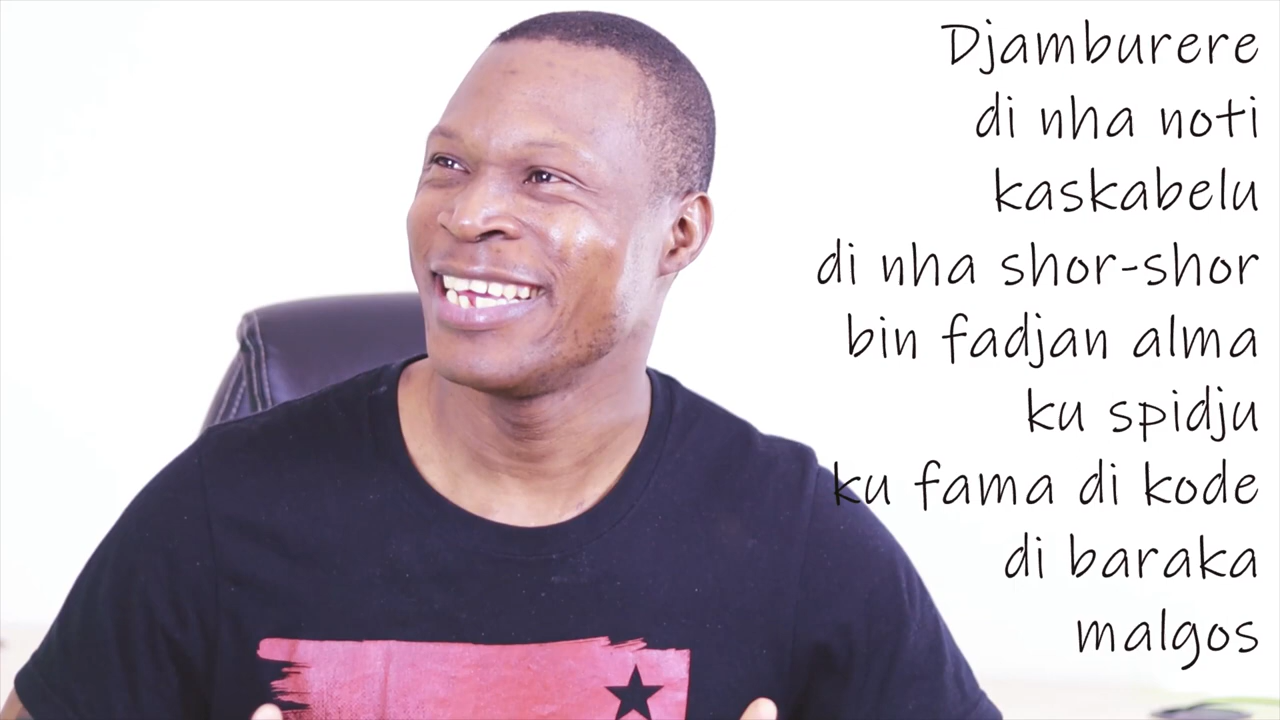 Djamburere
di nha noti
kaskabelu
di nha shor-shor
bin fadjan alma
ku spidju
ku fama di kode
di baraka
malgos